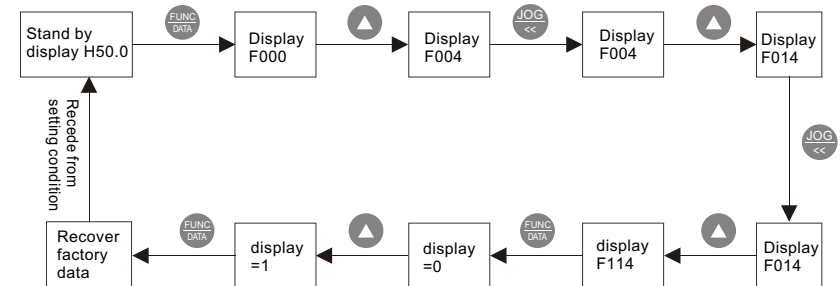 Stand by
display H50.0
FUNC
DATA
Display
F000
Display
F004
JOG
<<
Display
F004
Display
F014
JOG
<<
Display
F014
display
F114
FUNC
DATA
display
=0
display
=1
FUNC
DATA
Recover
factory
data
Recede from
setting condition